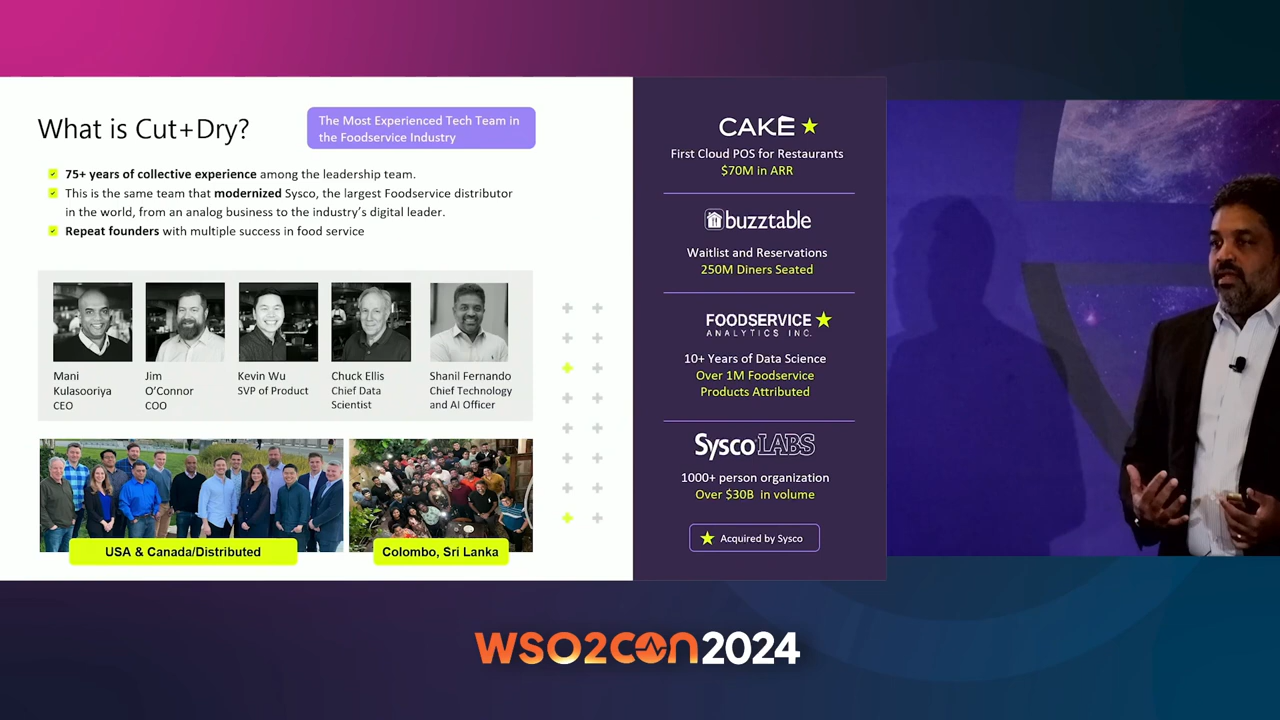 What is Cut+Dry?
The Most Experienced Tech Team in
the Foodservice Industry
75+ years of collective experience among the leadership team.
This is the same team that modernized Sysco, the largest Foodservice distributor
in the world, from an analog business to the industry's digital leader.
Repeat founders with multiple success in food service
Mani
Kulasooriya
CEO
Jim
O'Connor
COO
Kevin Wu
SVP of Product
Chuck Ellis
Chief Data
Scientist
Shanil Fernando
Chief Technology
and AI Officer
USA & Canada/Distributed
Colombo, Sri Lanka
CAKE
First Cloud POS for Restaurants
$70M in ARR
buzztable
Waitlist and Reservations
250M Diners Seated
FOODSERVICE
ANALYTICS INC.
10+ Years of Data Science
Over 1M Foodservice
Products Attributed
Sysco LABS
1000+ person organization
Over $30B in volume
Acquired by Sysco
WSO2CON2024